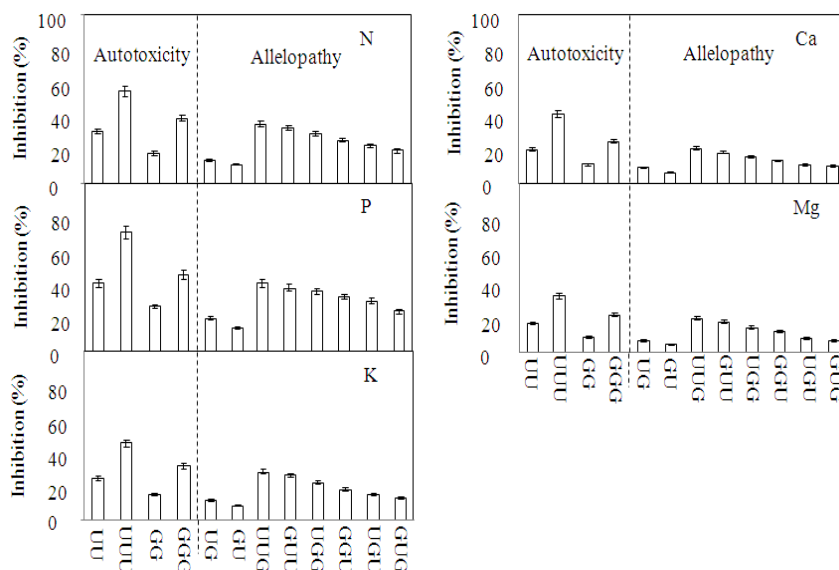 100
80
60
40
20
0
Inhibition (%)
Autotoxicity
Allelopathy
N
80
60
40
20
0
Inhibition (%)
P
80
60
40
20
0
Inhibition (%)
K
UU
UUU
GG
GGG
UG
GU
UUG
GUU
UGG
GGU
UGU
GUG
100
80
60
40
20
0
Inhibition (%)
Autotoxicity
Allelopathy
Ca
80
60
40
20
0
Inhibition (%)
Mg
UU
UUU
GG
GGG
UG
GU
UUG
GUU
UGG
GGU
UGU
GUG